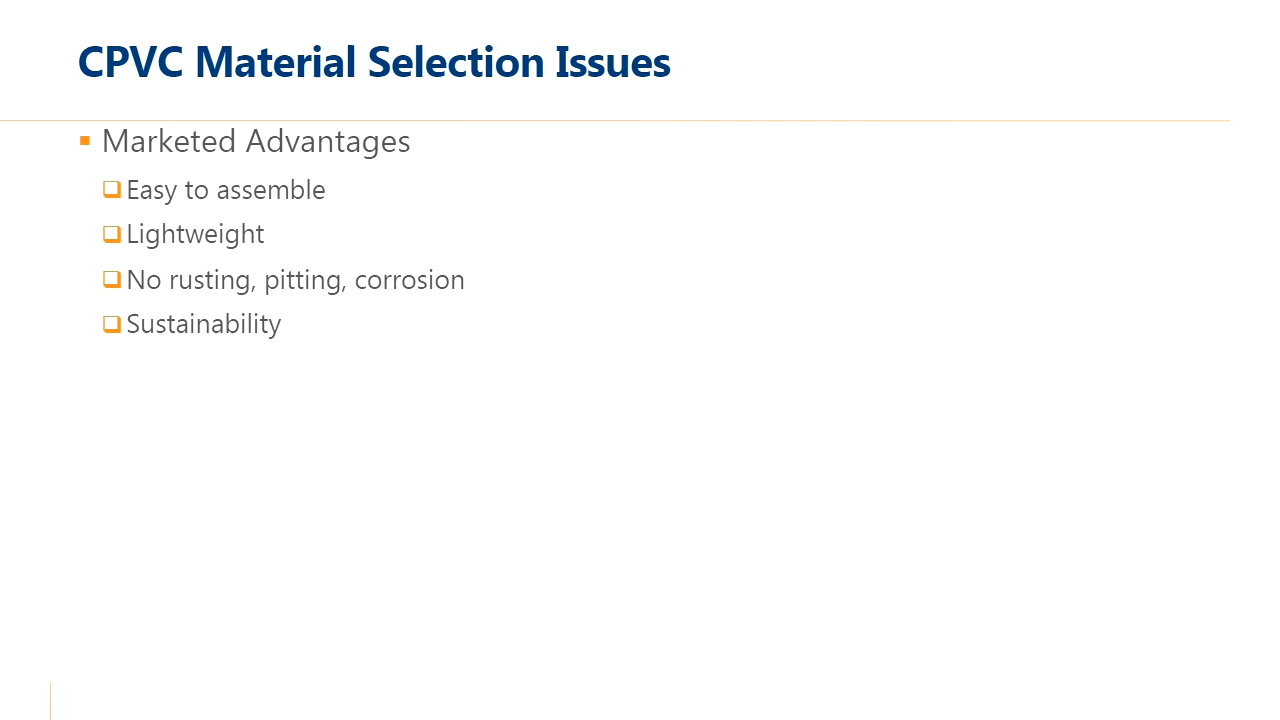 CPVC Material Selection Issues
Marketed Advantages
Easy to assemble
Lightweight
No rusting, pitting, corrosion
Sustainability